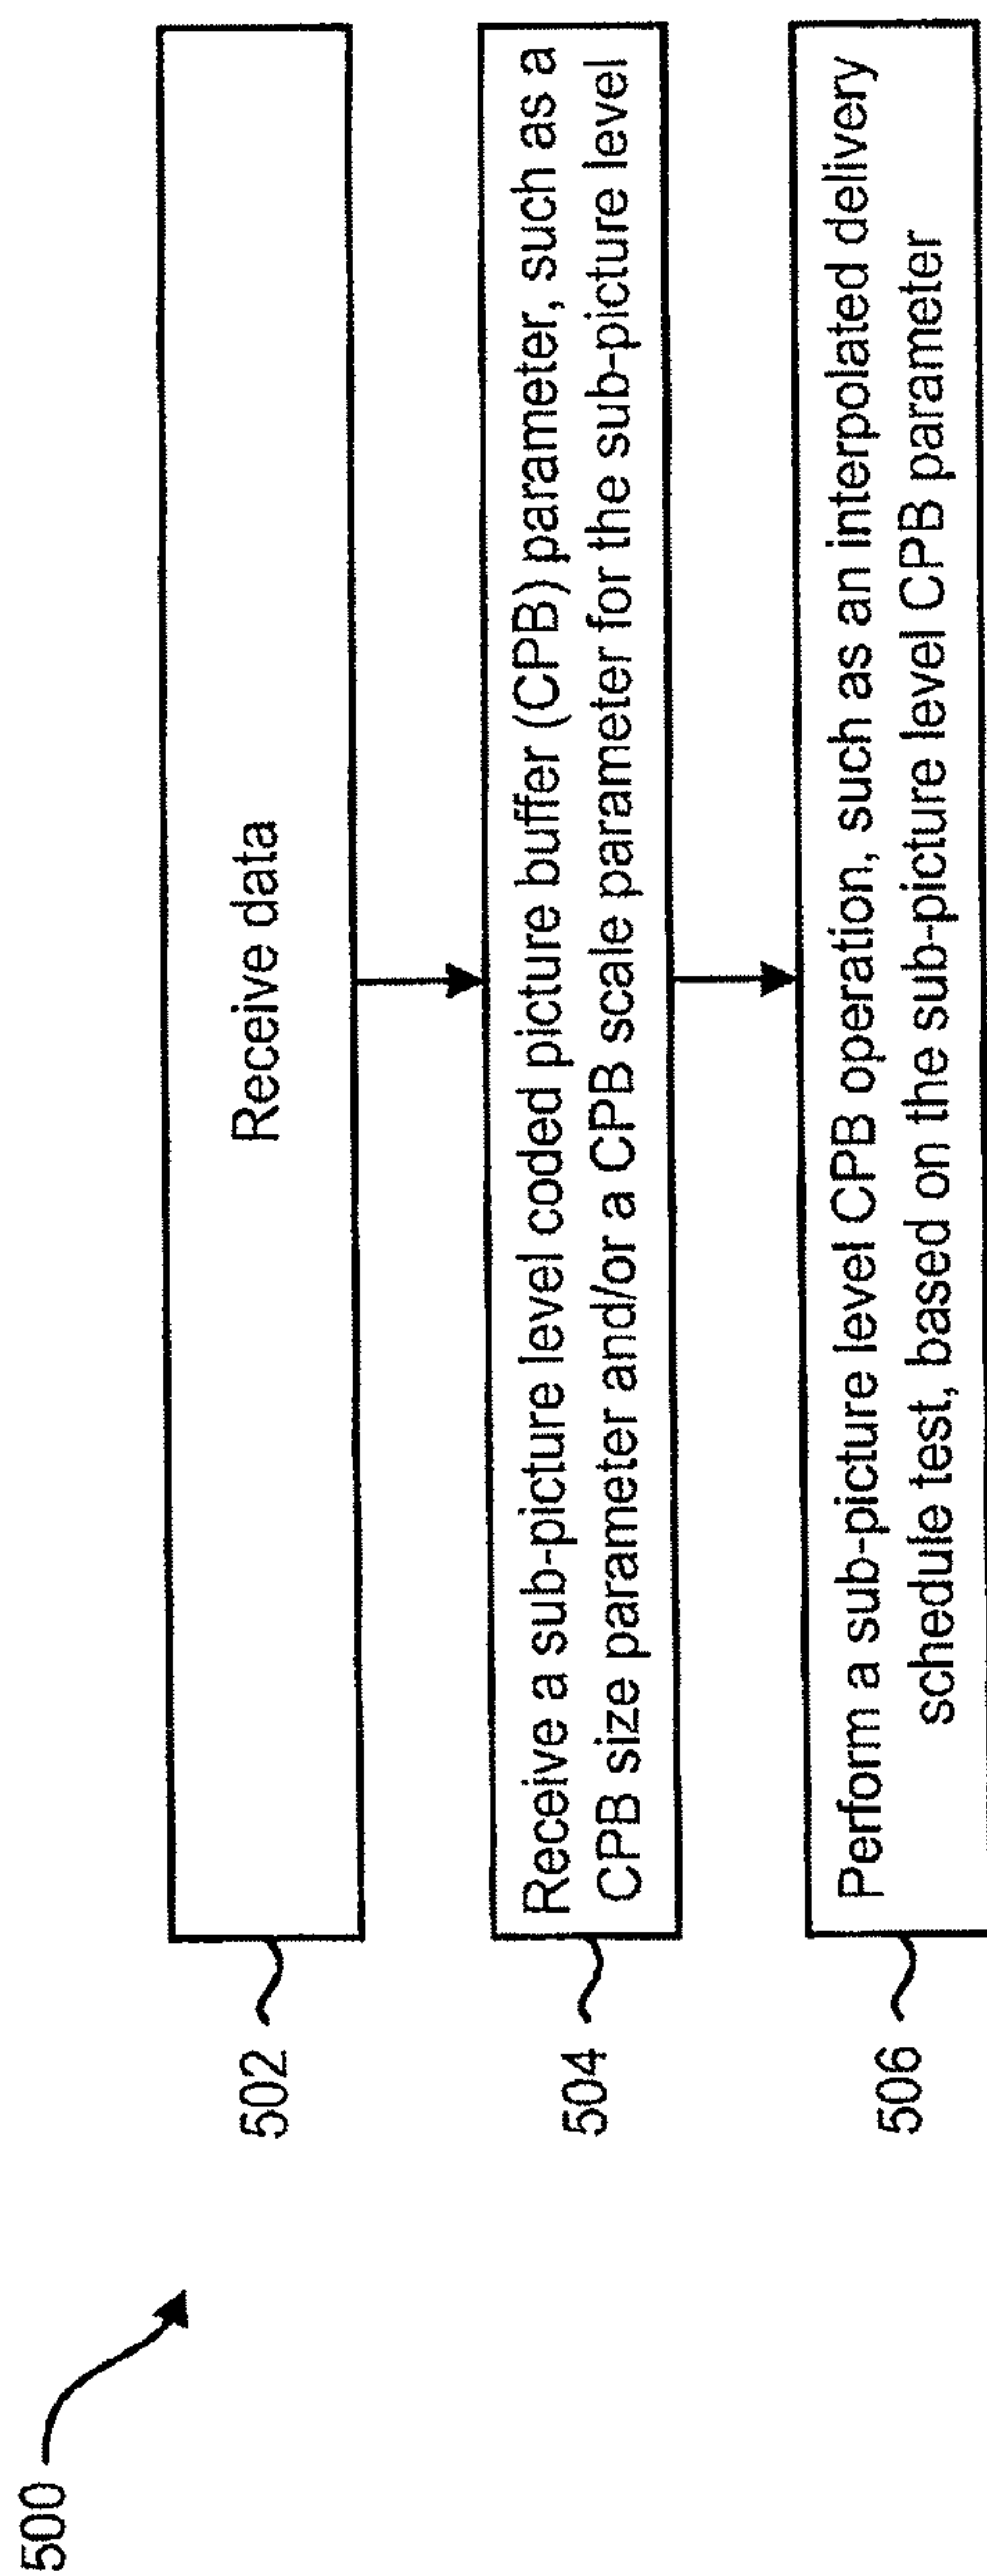 500
502
Receive data
504
Receive a sub-picture level coded picture buffer (CPB) parameter, such as a
CPB size parameter and/or a CPB scale parameter for the sub-picture level
506
Perform a sub-picture level CPB operation, such as an interpolated delivery
schedule test, based on the sub-picture level CPB parameter